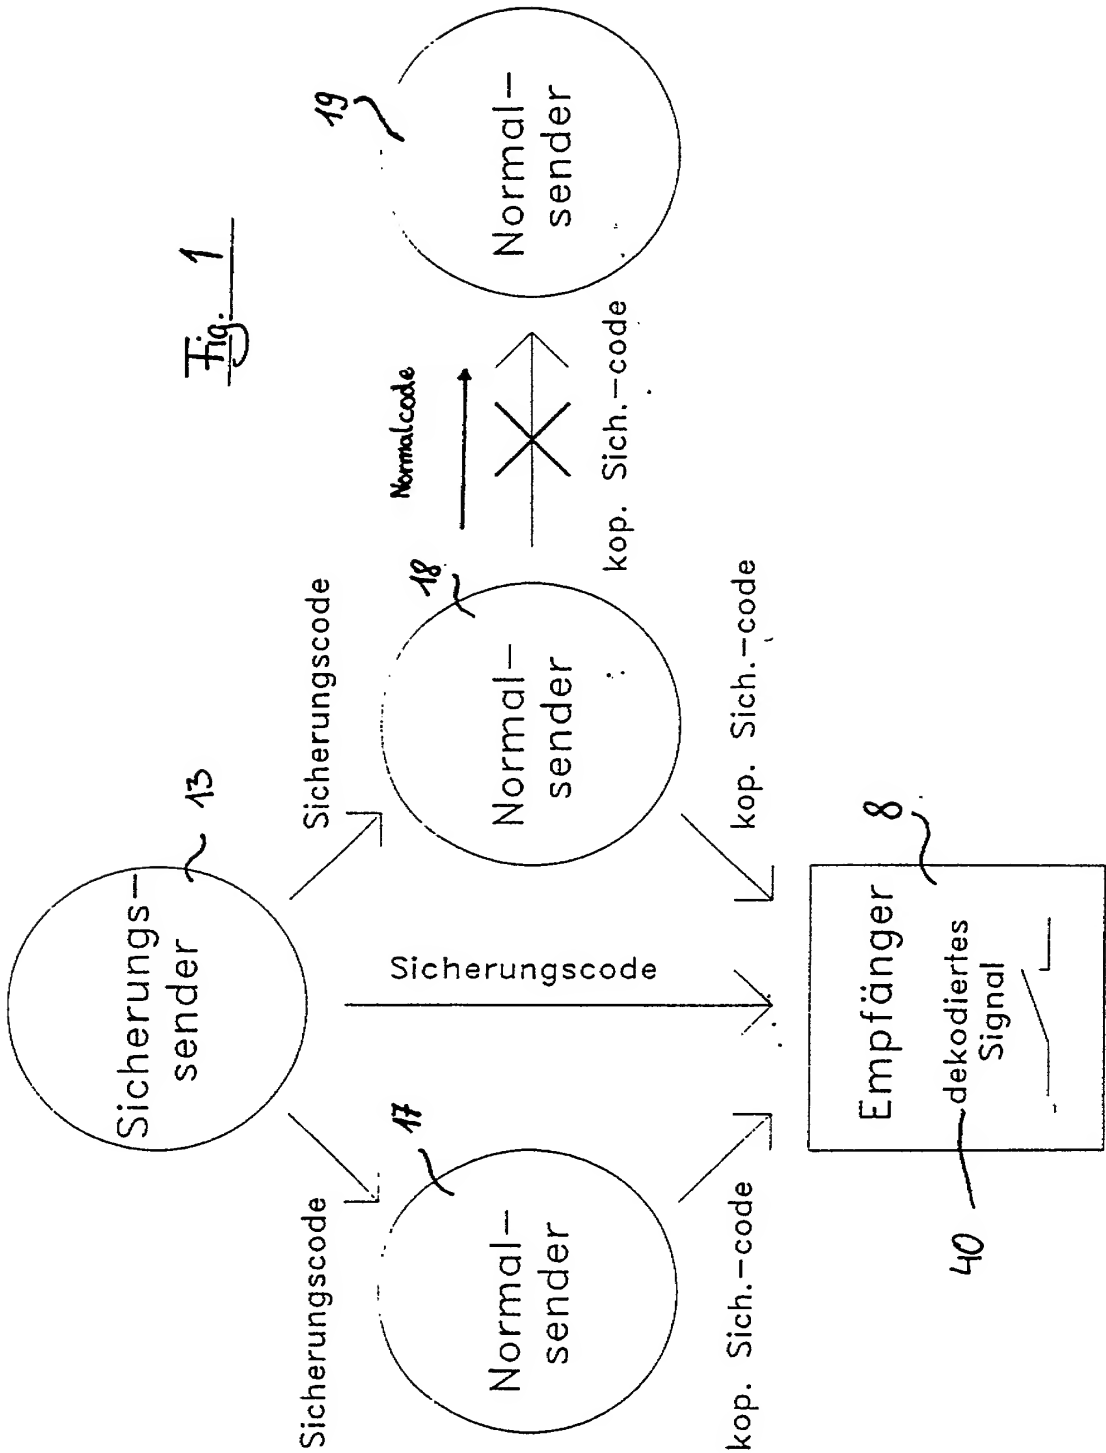 Fig. 1
Sicherungs-
sender
13
Sicherungscode
Sicherungscode
Sicherungscode
17
Normal-
sender
18
Normal-
sender
Normalcode
kop. Sich.-code
19
Normal-
sender
kop. Sich.-code
kop. Sich.-code
Empfänger
8
dekodiertes
Signal
40